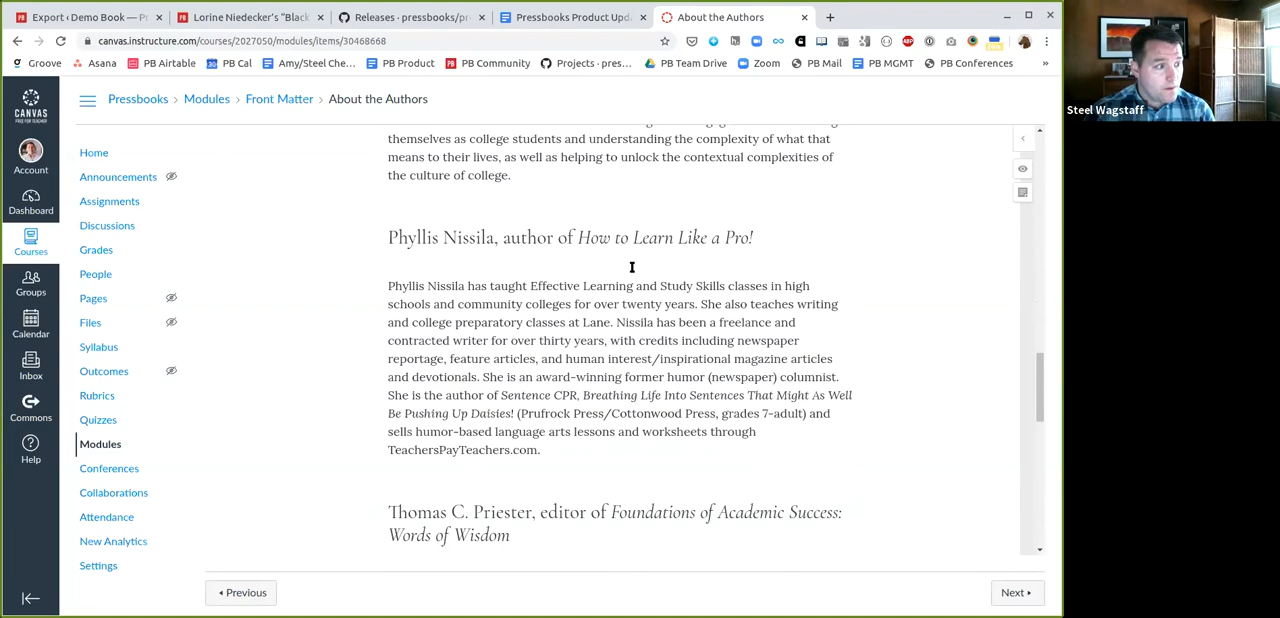 Export ‹ Demo Book — P
Lorine Niedecker's "Black
Releases · pressbooks/pr
Pressbooks Product Upd
About the Authors
canvas.instructure.com/courses/2027050/modules/items/30468668
Groove
Asana
PB Airtable
PB Cal
Amy/Steel Che...
PB Product
PB Community
Projects · pres...
PB Team Drive
Zoom
PB Mail
PB MGMT
PB Conferences
»
Steel Wagstaff
CANVAS
FREE FOR TEACHER
Account
Dashboard
Courses
Groups
Calendar
Inbox
Commons
Help
Pressbooks › Modules › Front Matter › About the Authors
Home
Announcements
Assignments
Discussions
Grades
People
Pages
Files
Syllabus
Outcomes
Rubrics
Quizzes
Modules
Conferences
Collaborations
Attendance
New Analytics
Settings
themselves as college students and understanding the complexity of what that
means to their lives, as well as helping to unlock the contextual complexities of
the culture of college.
Phyllis Nissila, author of How to Learn Like a Pro!
Phyllis Nissila has taught Effective Learning and Study Skills classes in high
schools and community colleges for over twenty years. She also teaches writing
and college preparatory classes at Lane. Nissila has been a freelance and
contracted writer for over thirty years, with credits including newspaper
reportage, feature articles, and human interest/inspirational magazine articles
and devotionals. She is an award-winning former humor (newspaper) columnist.
She is the author of Sentence CPR, Breathing Life Into Sentences That Might As Well
Be Pushing Up Daisies! (Prufrock Press/Cottonwood Press, grades 7-adult) and
sells humor-based language arts lessons and worksheets through
TeachersPayTeachers.com.
Thomas C. Priester, editor of Foundations of Academic Success:
Words of Wisdom
Previous
Next